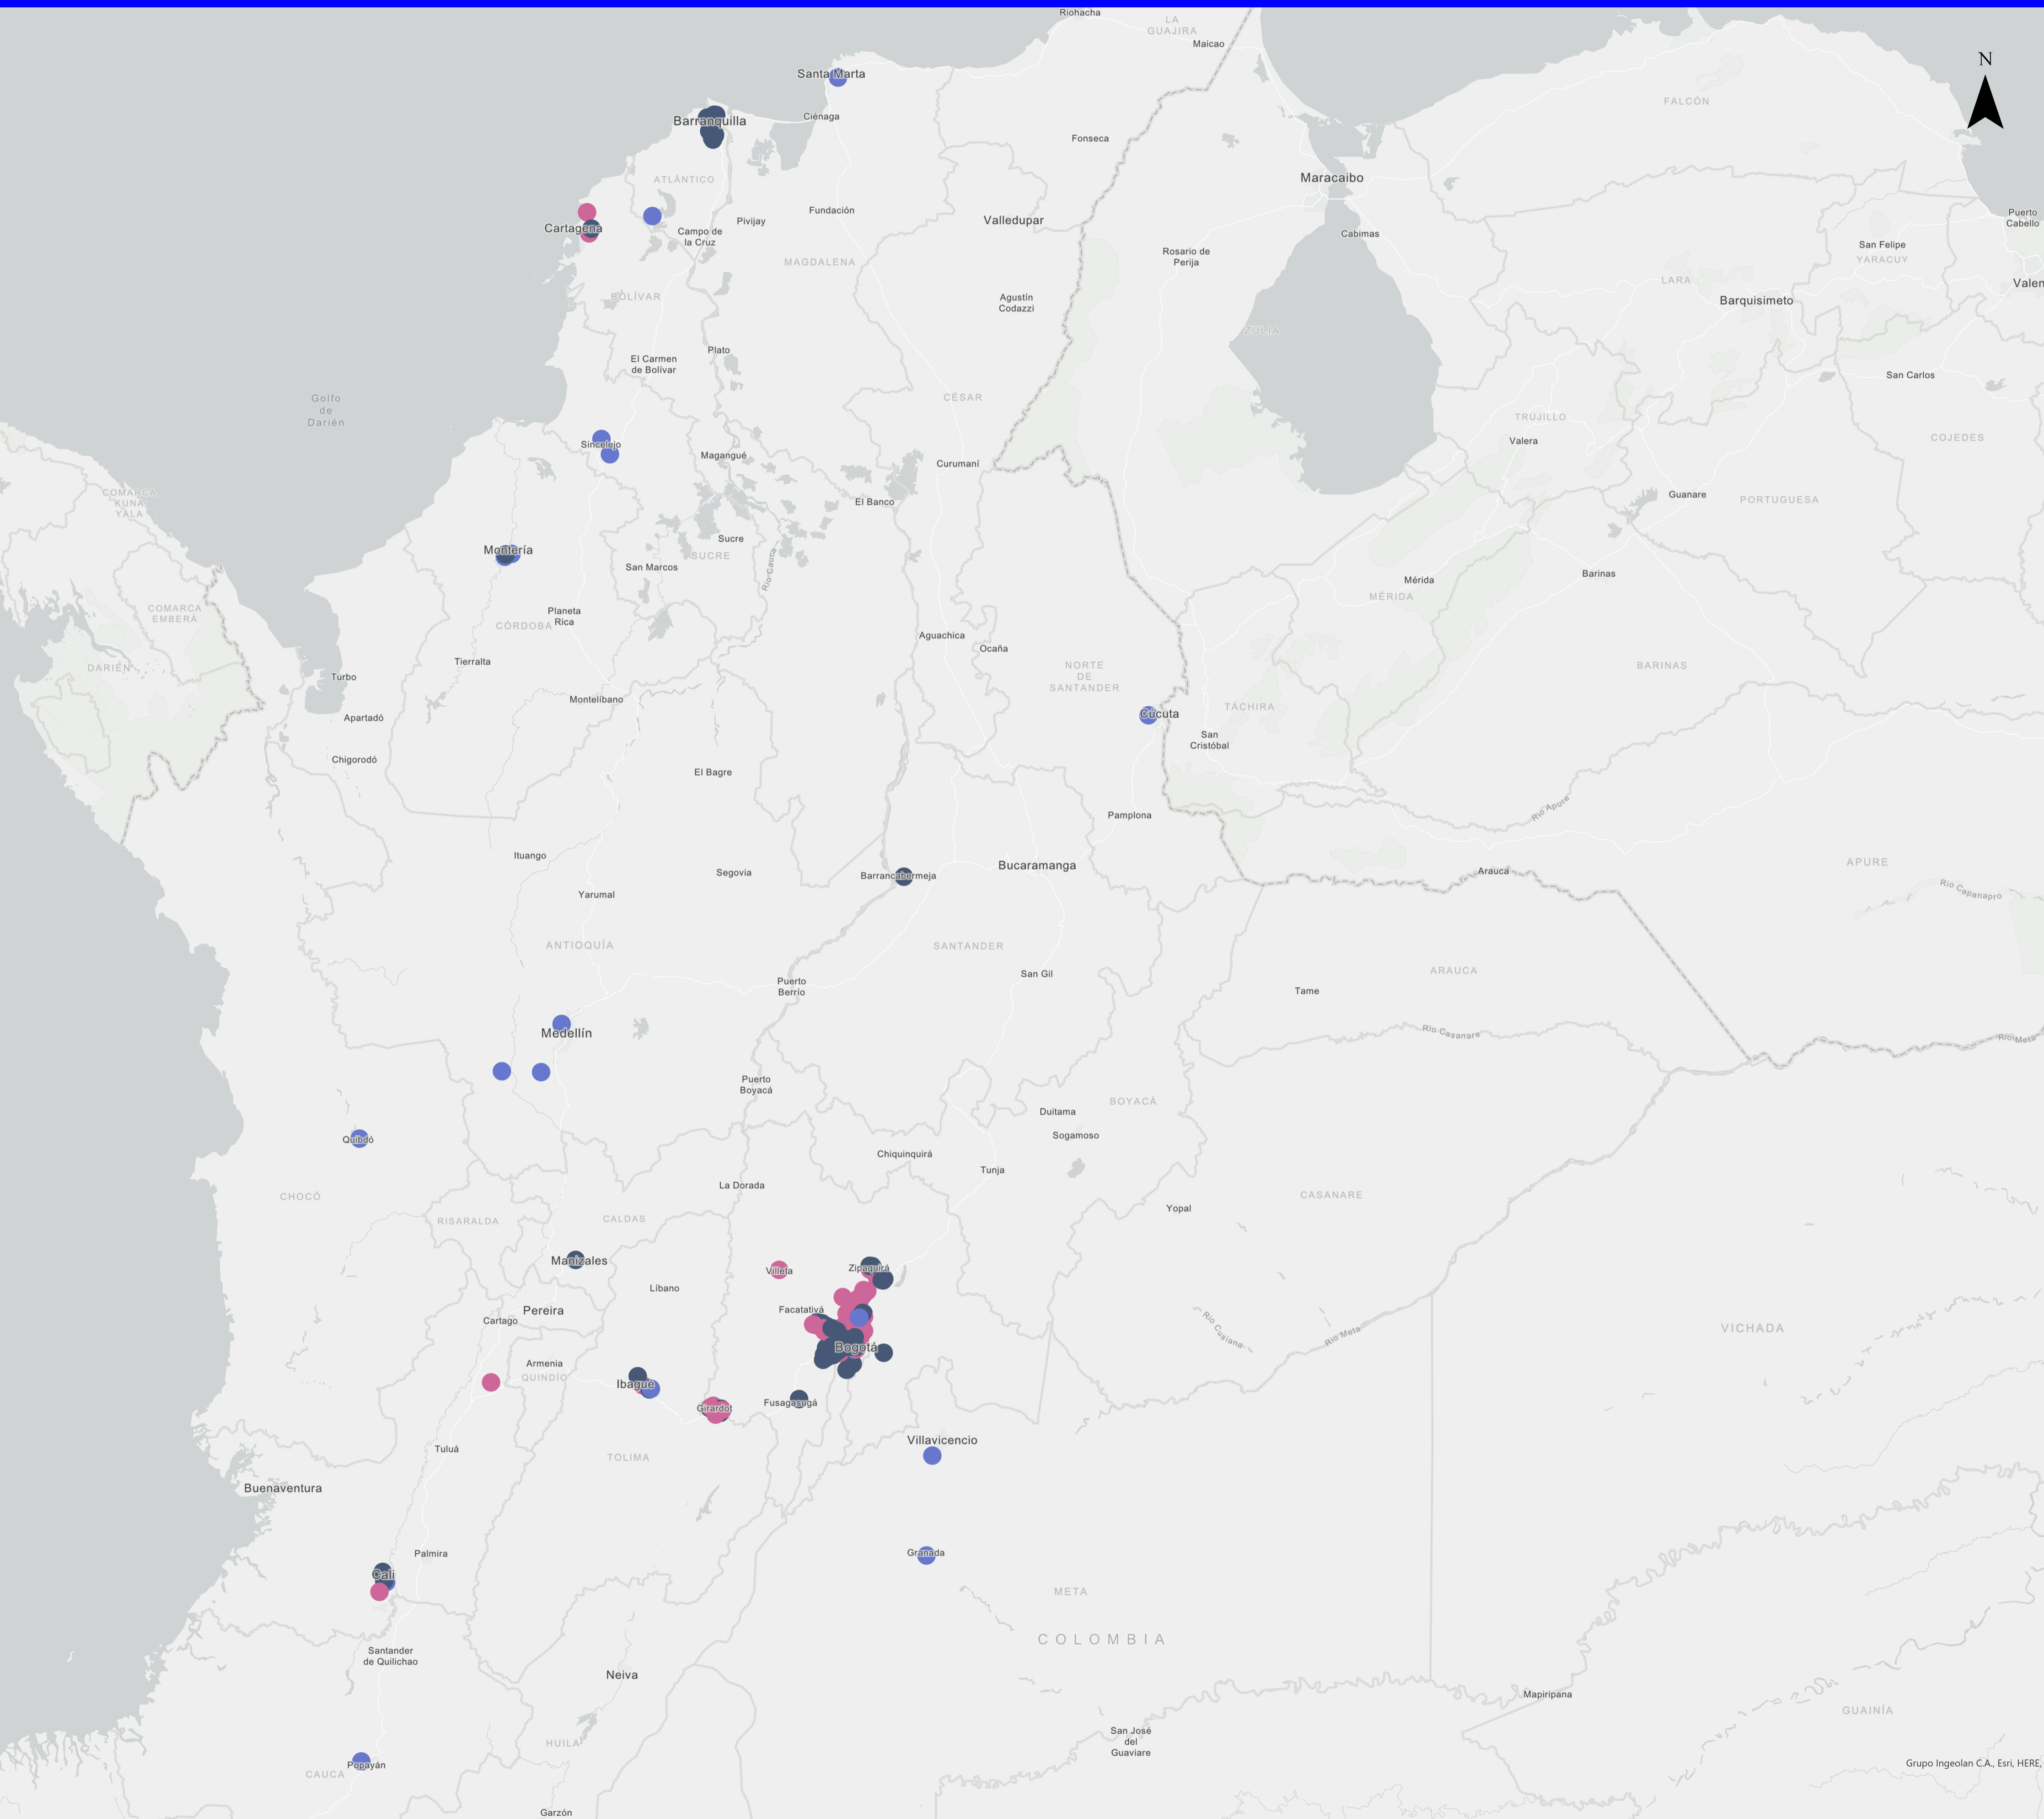 Riohacha
LA
GUAJIRA
Maicao
N
Santa Marta
FALCÓN
Ciénaga
Barranquilla
Fonseca
Maracaibo
ATLÁNTICO
Fundación
Pivijay
Valledupar
Puerto
Cabello
Cartagena
Campo de
la Cruz
Cabimas
San Felipe
YARACUY
Rosario de
Perija
MAGDALENA
LARA
Valen
BOLÍVAR
Agustín
Codazzi
Barquisimeto
ZULIA
Plato
El Carmen
de Bolívar
San Carlos
Golfo
de
Darién
CÉSAR
TRUJILLO
Valera
COJEDES
Sincelejo
Magangué
Curumaní
COMARCA
KUNA
YALA
El Banco
Guanare
PORTUGUESA
Sucre
Montería
SUCRE
San Marcos
Río Cauca
Mérida
Barinas
MÉRIDA
COMARCA
EMBERÁ
Planeta
Rica
CÓRDOBA
Aguachica
Ocaña
Tierralta
DARIÉN
NORTE
DE
SANTANDER
BARINAS
Turbo
Montelíbano
TÁCHIRA
Apartadó
Cúcuta
San
Cristóbal
Chigorodó
El Bagre
Río Apure
Pamplona
Ituango
APURE
Bucaramanga
Segovia
Barrancabermeja
Arauca
Río Capanapro
Yarumal
ANTIOQUÍA
SANTANDER
San Gil
ARAUCA
Puerto
Berrío
Tame
Medellín
Río Casanare
Río Meta
Puerto
Boyacá
BOYACÁ
Duitama
Sogamoso
Quibdó
Chiquinquirá
Tunja
La Dorada
CHOCÓ
CASANARE
Yopal
RISARALDA
CALDAS
Manizales
Villeta
Zipaquirá
Líbano
Pereira
Facatativá
Cartago
Río Cusiana
Río Meta
VICHADA
Bogotá
Armenia
QUINDÍO
Ibagué
Girardot
Fusagasugá
Villavicencio
Tuluá
TOLIMA
Buenaventura
Palmira
Granada
Cali
META
COLOMBIA
Santander
de Quilichao
Neiva
Mapiripana
GUAINÍA
San José
del
Guaviare
HUILA
Popayán
CAUCA
Grupo Ingeolan C.A., Esri, HERE,
Garzón